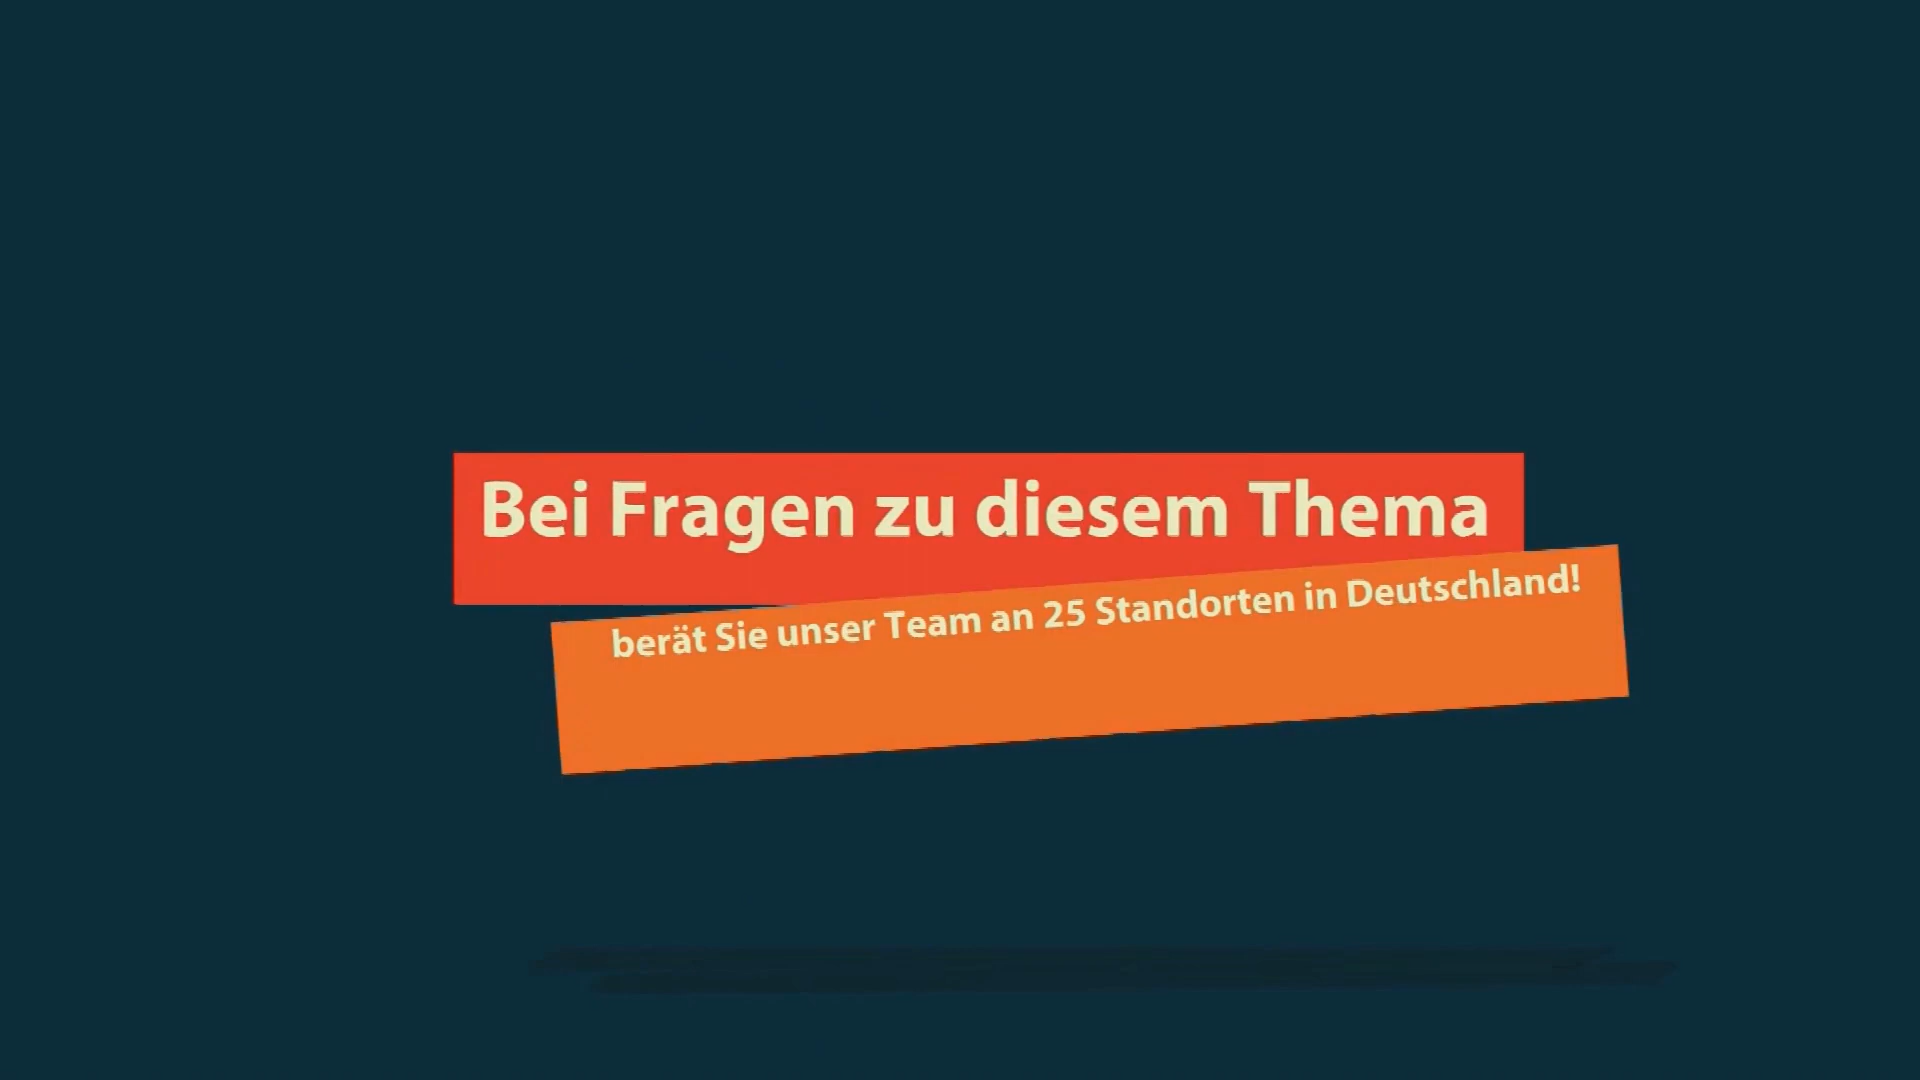 Bei Fragen zu diesem Thema
berät Sie unser Team an 25 Standorten in Deutschland!